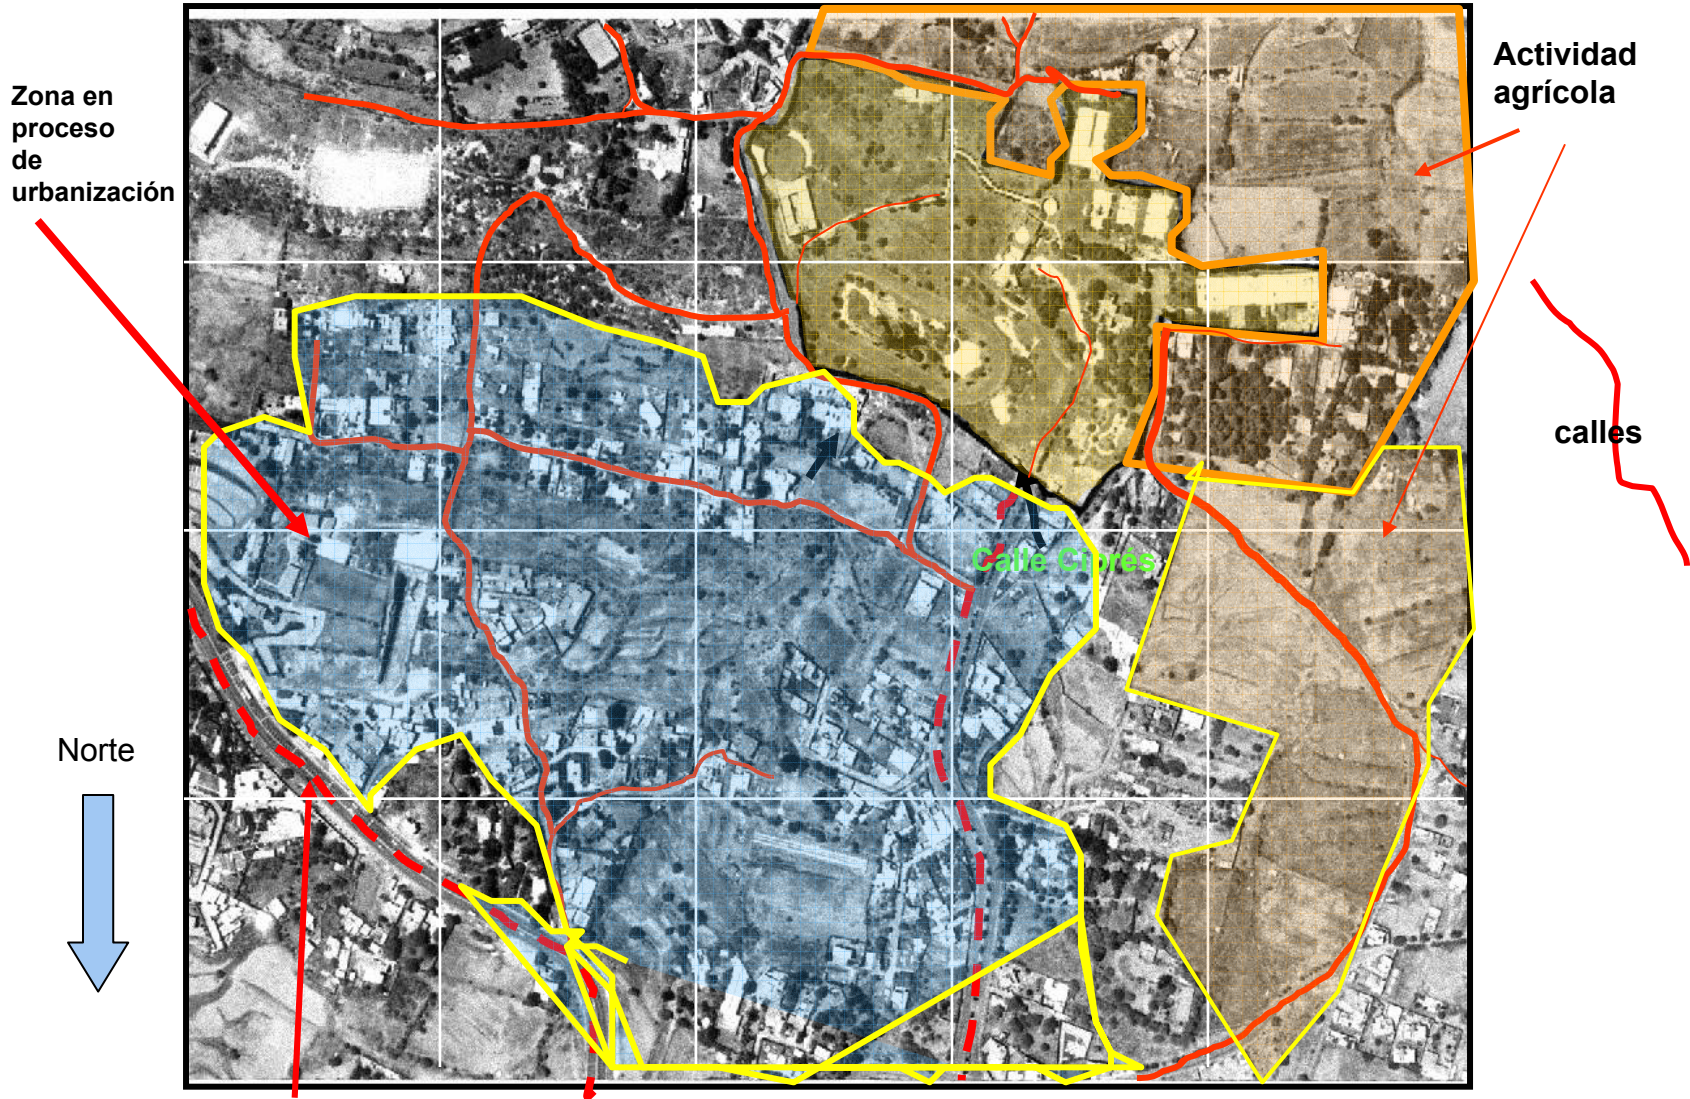 Zona en
proceso
de
urbanización
Actividad
agrícola
calles
Calle Ciprés
Norte